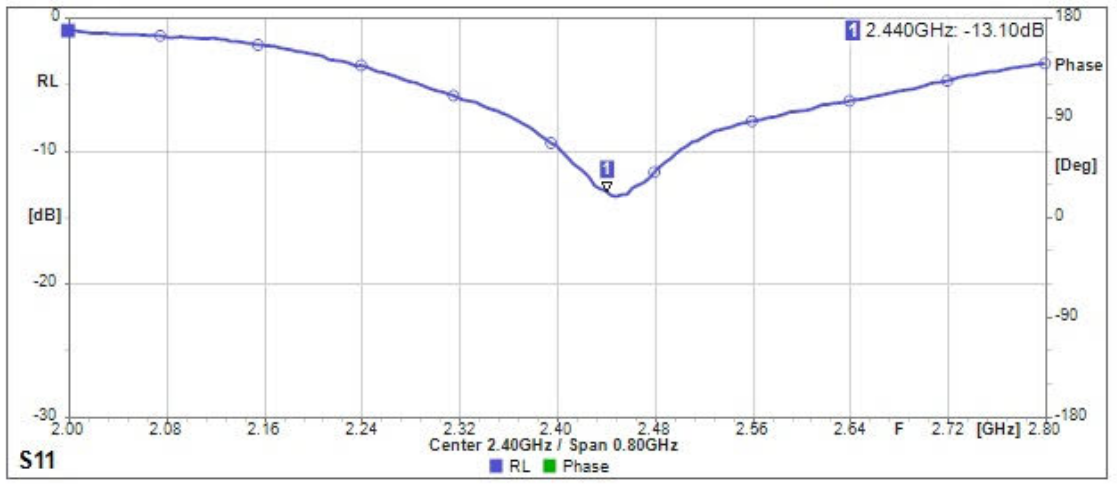 0
180
1 2.440GHz: -13.10dB
RL
Phase
90
-10
1
[Deg]
[dB]
0
-20
-90
-30
-180
2.00 2.08 2.16 2.24 2.32 2.40 2.48 2.56 2.64 F 2.72 [GHz] 2.80
Center 2.40GHz / Span 0.80GHz
S11
RL Phase